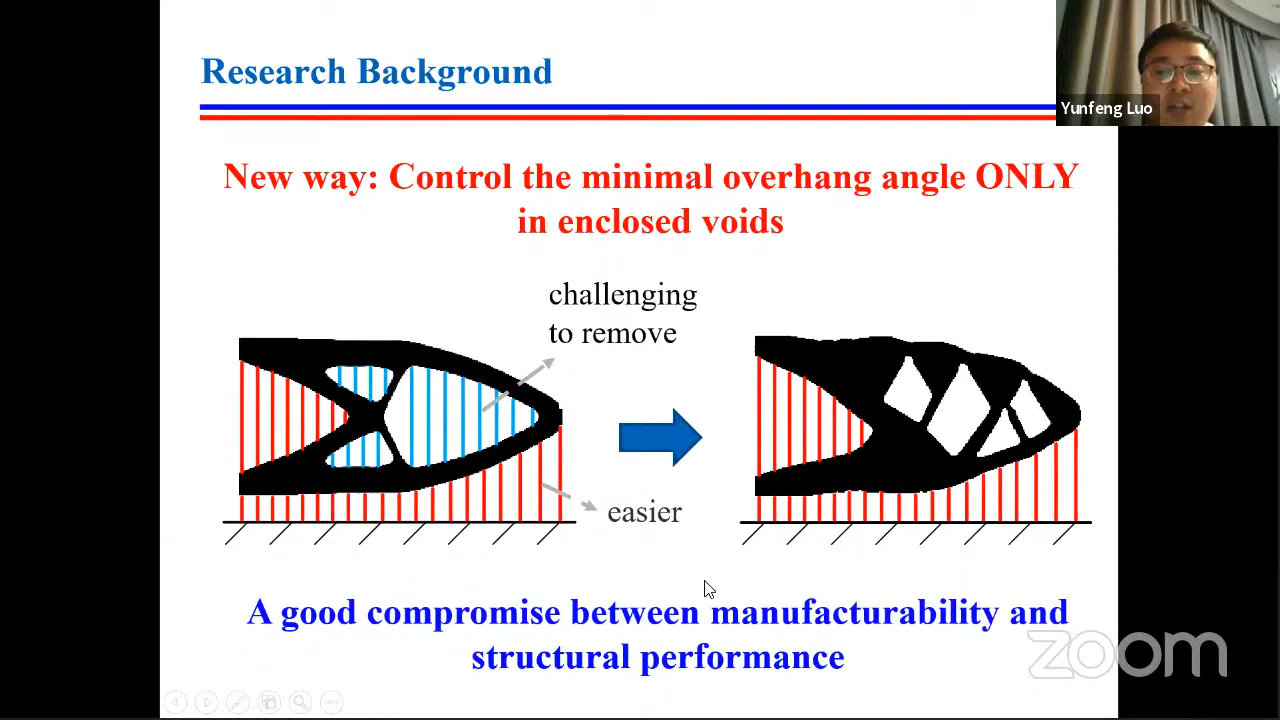 Research Background
Yunfeng Luo
New way: Control the minimal overhang angle ONLY
in enclosed voids
challenging
to remove
easier
A good compromise between manufacturability and
structural performance
zoom